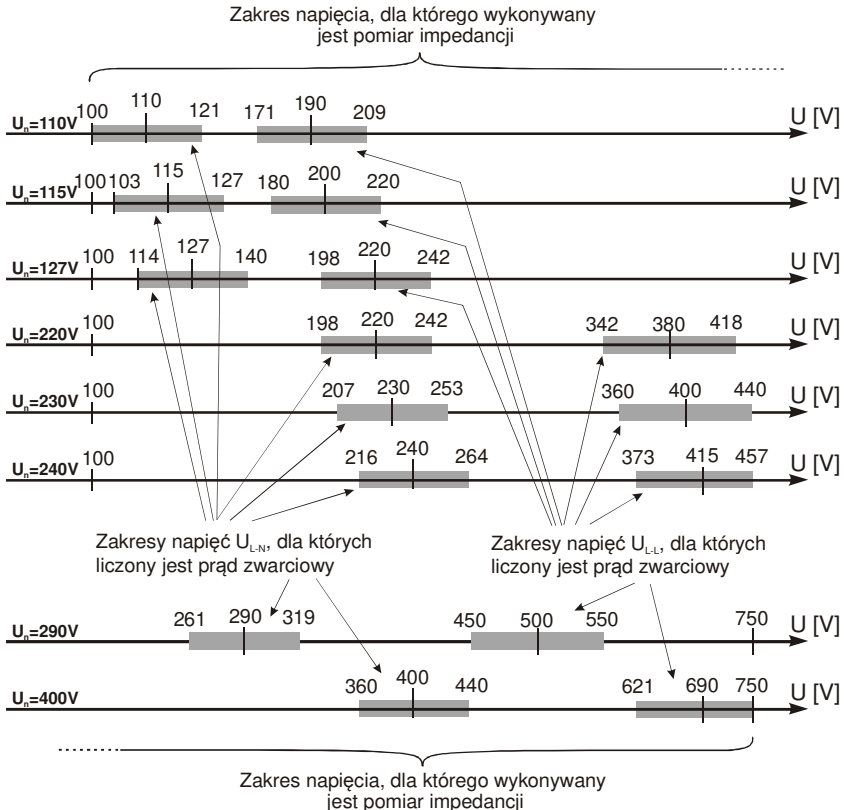 Zakres napięcia, dla którego wykonywany
jest pomiar impedancji
Uₙ=110V 100 110 121 171 190 209 U [V]
Uₙ=115V 100 103 115 127 180 200 220 U [V]
Uₙ=127V 100 114 127 140 198 220 242 U [V]
Uₙ=220V 100 198 220 242 342 380 418 U [V]
Uₙ=230V 100 207 230 253 360 400 440 U [V]
Uₙ=240V 100 216 240 264 373 415 457 U [V]
Zakresy napięć U_L-N, dla których
liczony jest prąd zwarciowy
Zakresy napięć U_L-L, dla których
liczony jest prąd zwarciowy
Uₙ=290V 261 290 319 450 500 550 750 U [V]
Uₙ=400V 360 400 440 621 690 750 U [V]
Zakres napięcia, dla którego wykonywany
jest pomiar impedancji